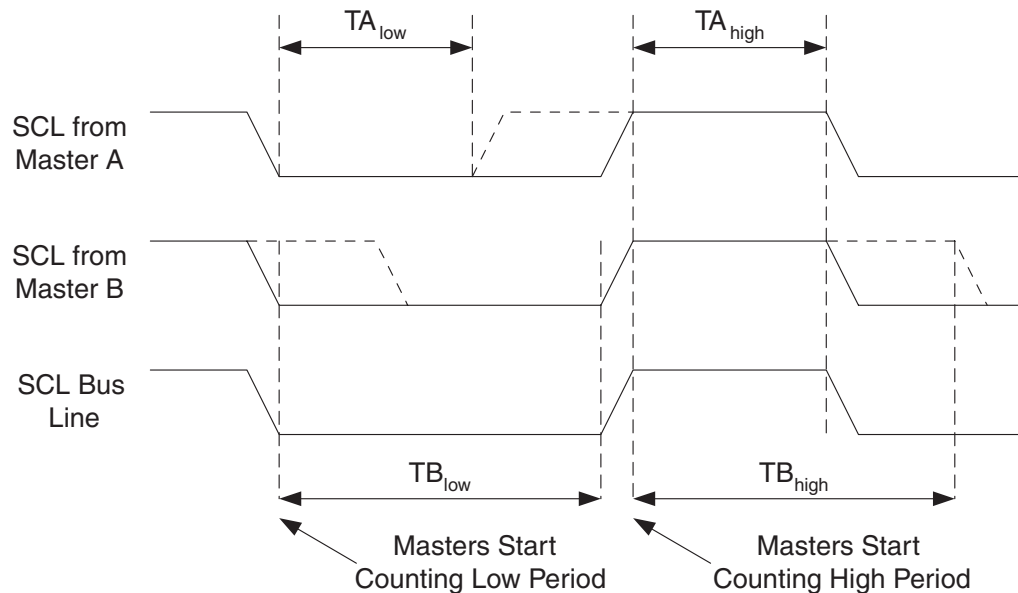 TA low
TA high
SCL from
Master A
SCL from
Master B
SCL Bus
Line
TB low
TB high
Masters Start
Counting Low Period
Masters Start
Counting High Period